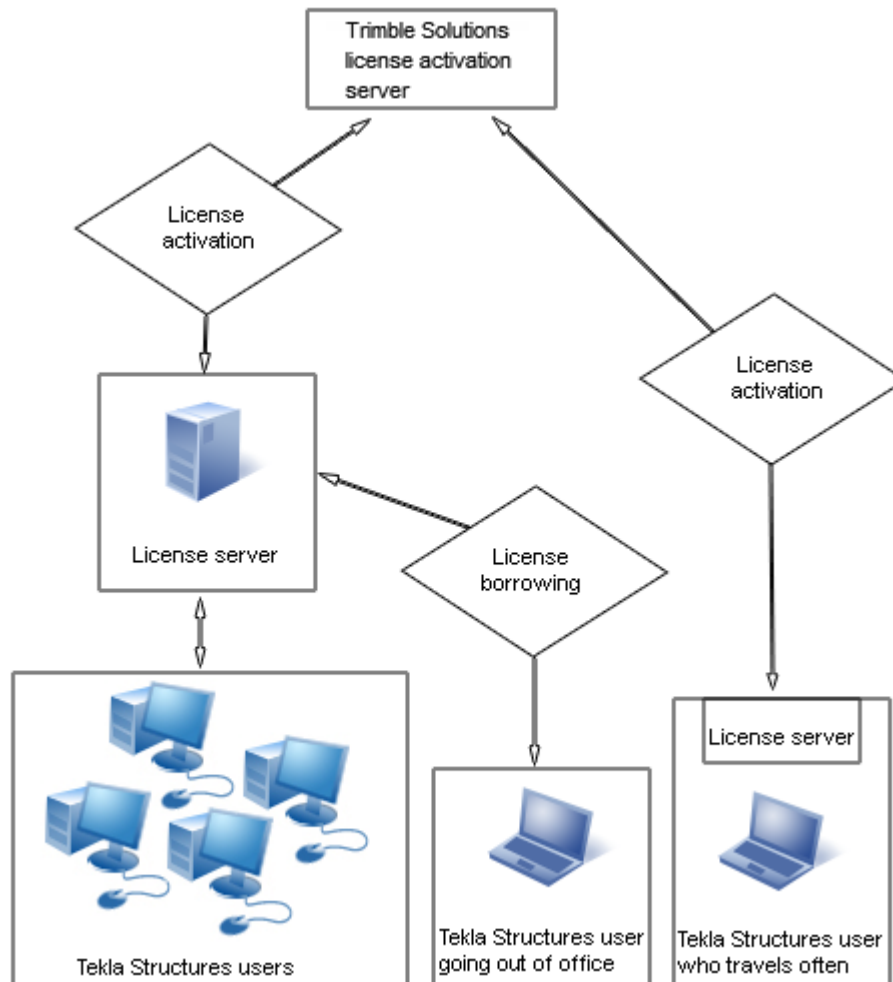 Trimble Solutions
license activation
server
License
activation
License
activation
License server
License
borrowing
License server
Tekla Structures users
Tekla Structures user
going out of office
Tekla Structures user
who travels often